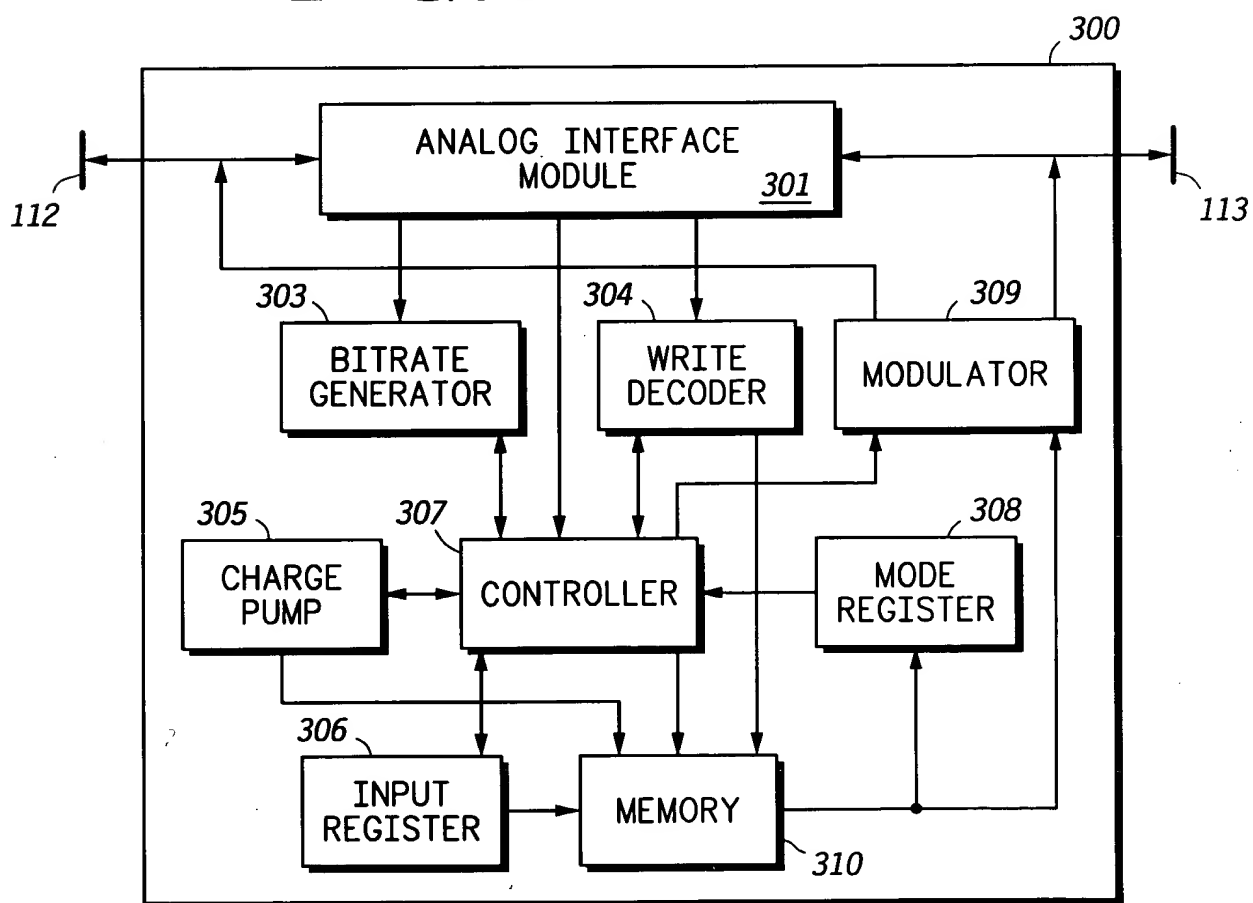 300
ANALOG INTERFACE
MODULE
301
112
113
303
304
309
BITRATE
GENERATOR
WRITE
DECODER
MODULATOR
305
307
308
CHARGE
PUMP
CONTROLLER
MODE
REGISTER
306
INPUT
REGISTER
MEMORY
310